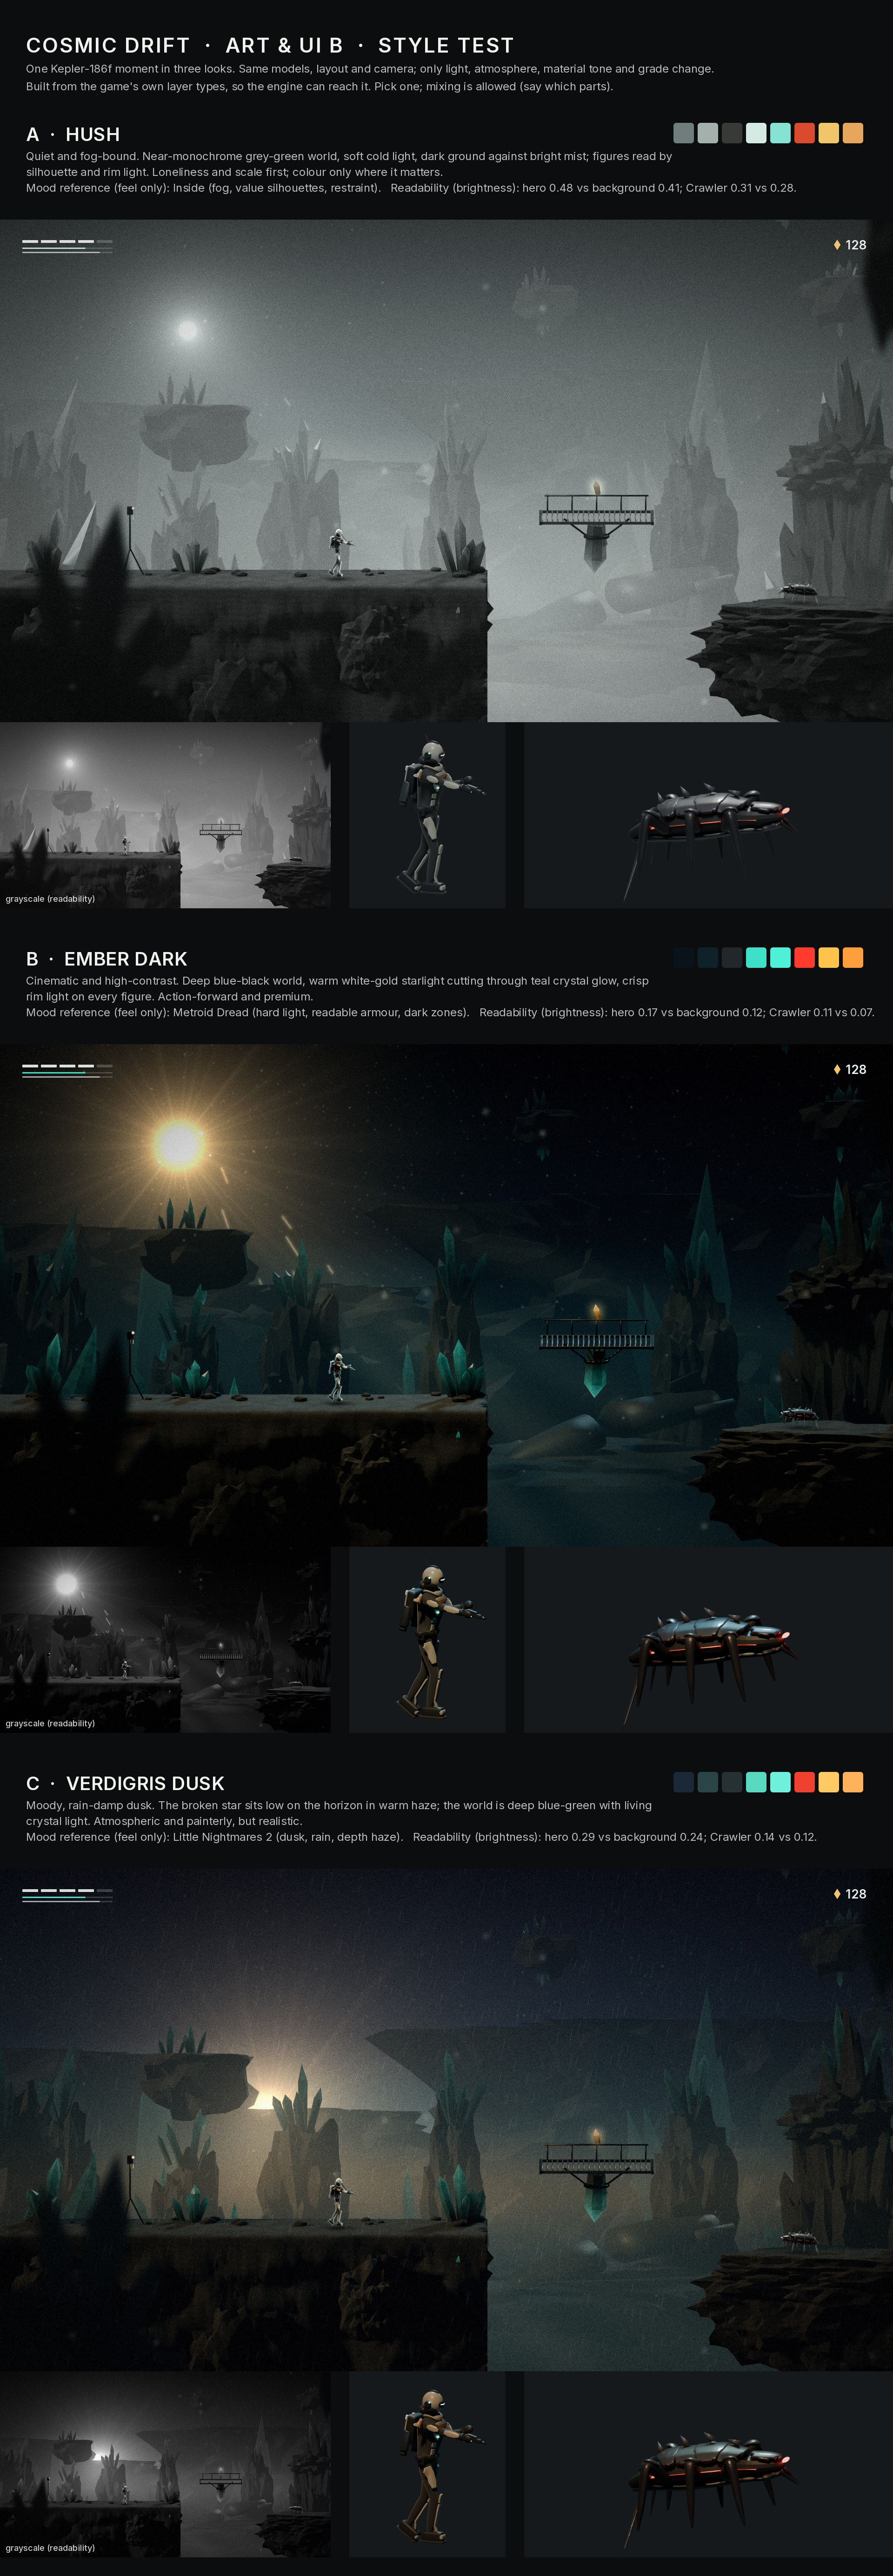 COSMIC DRIFT · ART & UI B · STYLE TEST
One Kepler-186f moment in three looks. Same models, layout and camera; only light, atmosphere, material tone and grade change.
Built from the game's own layer types, so the engine can reach it. Pick one; mixing is allowed (say which parts).
A · HUSH
Quiet and fog-bound. Near-monochrome grey-green world, soft cold light, dark ground against bright mist; figures read by
silhouette and rim light. Loneliness and scale first; colour only where it matters.
Mood reference (feel only): Inside (fog, value silhouettes, restraint). Readability (brightness): hero 0.48 vs background 0.41; Crawler 0.31 vs 0.28.
128
grayscale (readability)
B · EMBER DARK
Cinematic and high-contrast. Deep blue-black world, warm white-gold starlight cutting through teal crystal glow, crisp
rim light on every figure. Action-forward and premium.
Mood reference (feel only): Metroid Dread (hard light, readable armour, dark zones). Readability (brightness): hero 0.17 vs background 0.12; Crawler 0.11 vs 0.07.
128
grayscale (readability)
C · VERDIGRIS DUSK
Moody, rain-damp dusk. The broken star sits low on the horizon in warm haze; the world is deep blue-green with living
crystal light. Atmospheric and painterly, but realistic.
Mood reference (feel only): Little Nightmares 2 (dusk, rain, depth haze). Readability (brightness): hero 0.29 vs background 0.24; Crawler 0.14 vs 0.12.
128
grayscale (readability)